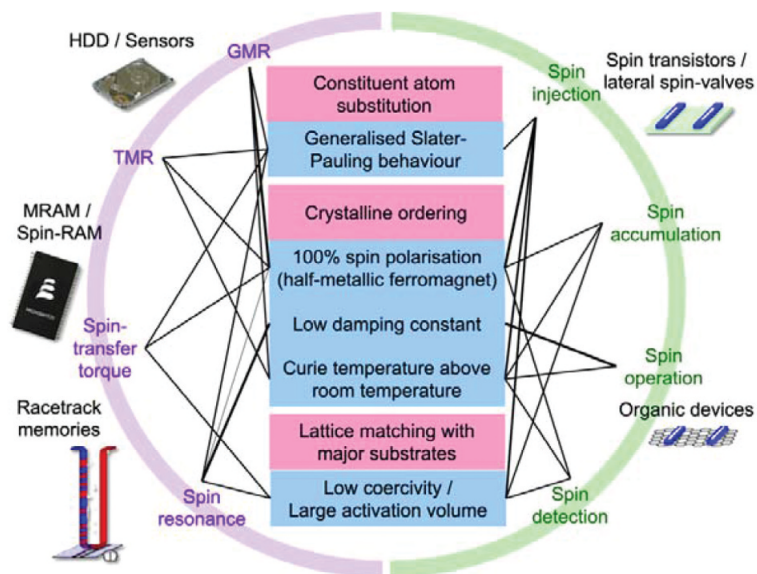 HDD / Sensors
GMR
TMR
MRAM /
Spin-RAM
Spin-
transfer
torque
Racetrack
memories
Spin
resonance
Constituent atom
substitution
Generalised Slater-
Pauling behaviour
Crystalline ordering
100% spin polarisation
(half-metallic ferromagnet)
Low damping constant
Curie temperature above
room temperature
Lattice matching with
major substrates
Low coercivity /
Large activation volume
Spin
injection
Spin transistors /
lateral spin-valves
Spin
accumulation
Spin
operation
Organic devices
Spin
detection